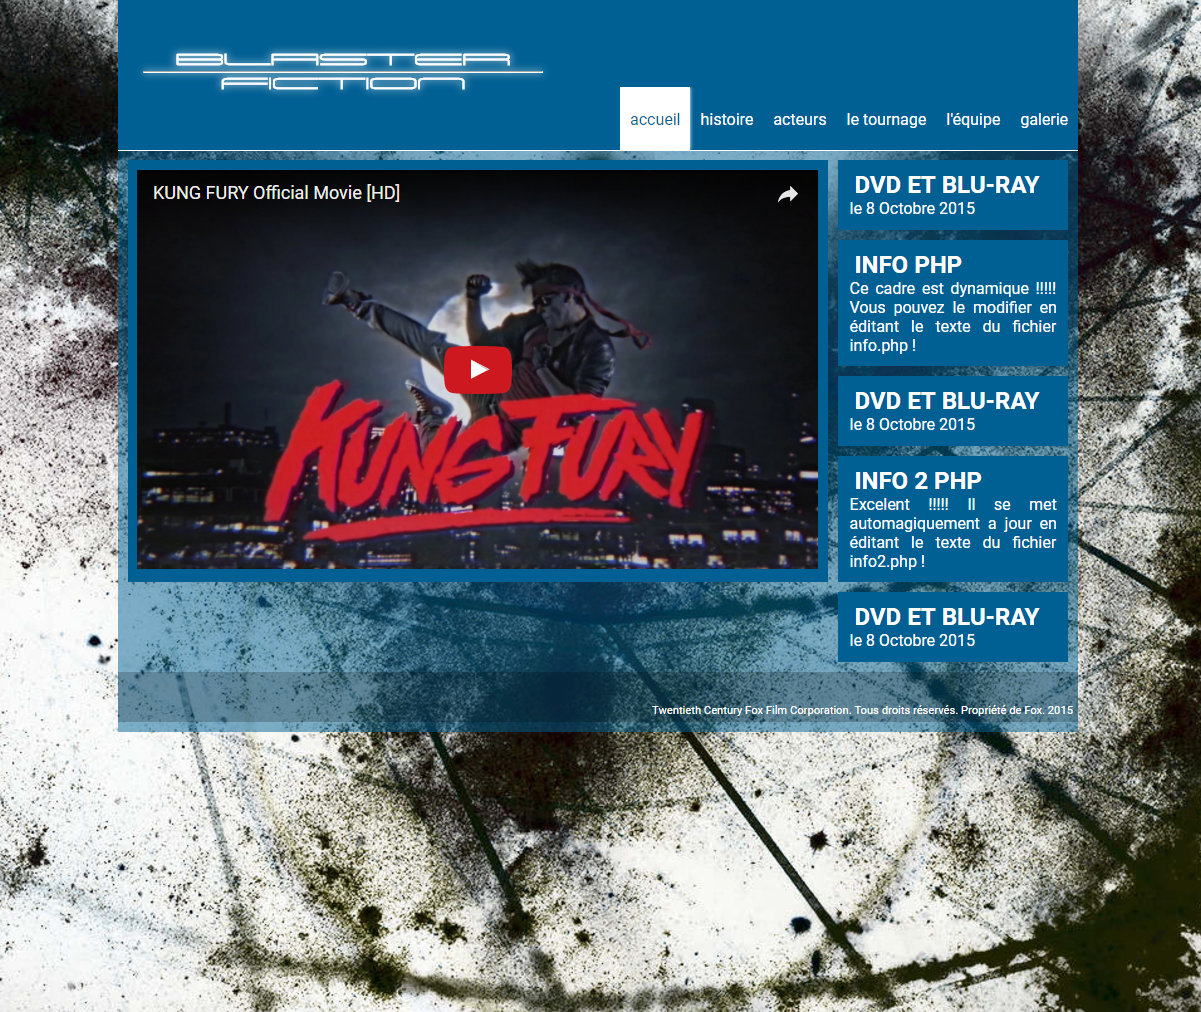 BLASTER
FICTION
accueil histoire acteurs le tournage l'équipe galerie
KUNG FURY Official Movie [HD]
KUNG FURY
DVD ET BLU-RAY
le 8 Octobre 2015
INFO PHP
Ce cadre est dynamique !!!!!
Vous pouvez le modifier en
éditant le texte du fichier
info.php !
DVD ET BLU-RAY
le 8 Octobre 2015
INFO 2 PHP
Excelent !!!!! Il se met
automagiquement a jour en
éditant le texte du fichier
info2.php !
DVD ET BLU-RAY
le 8 Octobre 2015
Twentieth Century Fox Film Corporation. Tous droits réservés. Propriété de Fox. 2015